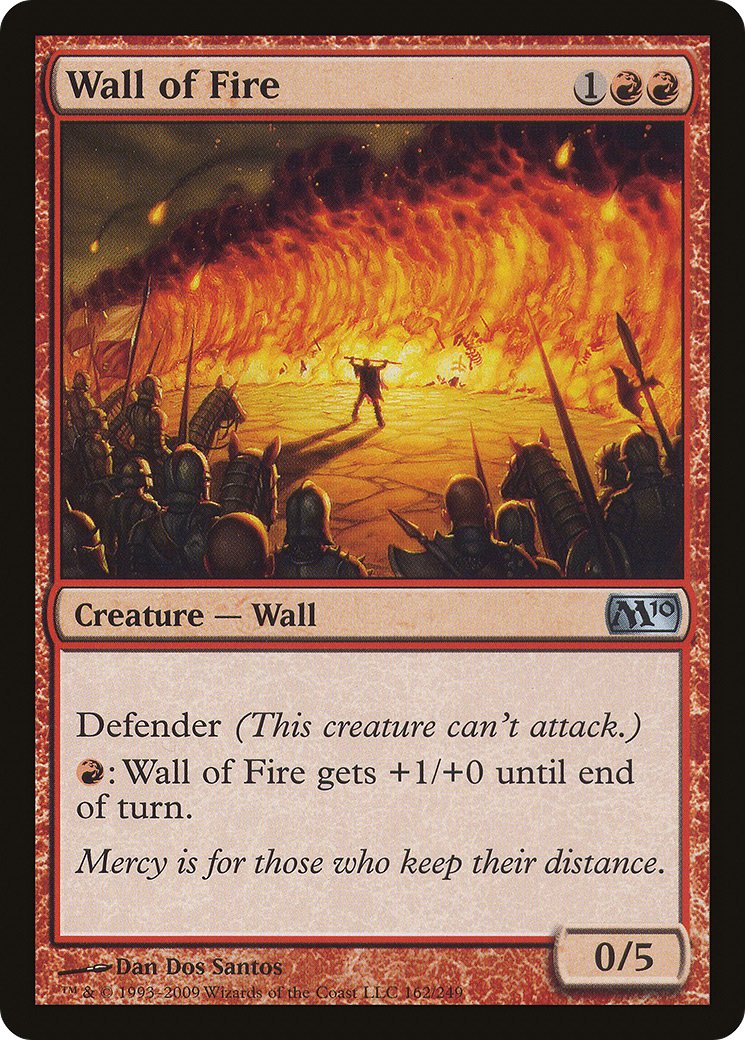 Wall of Fire 1
Creature — Wall M10
Defender (This creature can't attack.)
: Wall of Fire gets +1/+0 until end
of turn.
Mercy is for those who keep their distance.
0/5
Dan Dos Santos
™ & © 1993–2009 Wizards of the Coast LLC 162/249